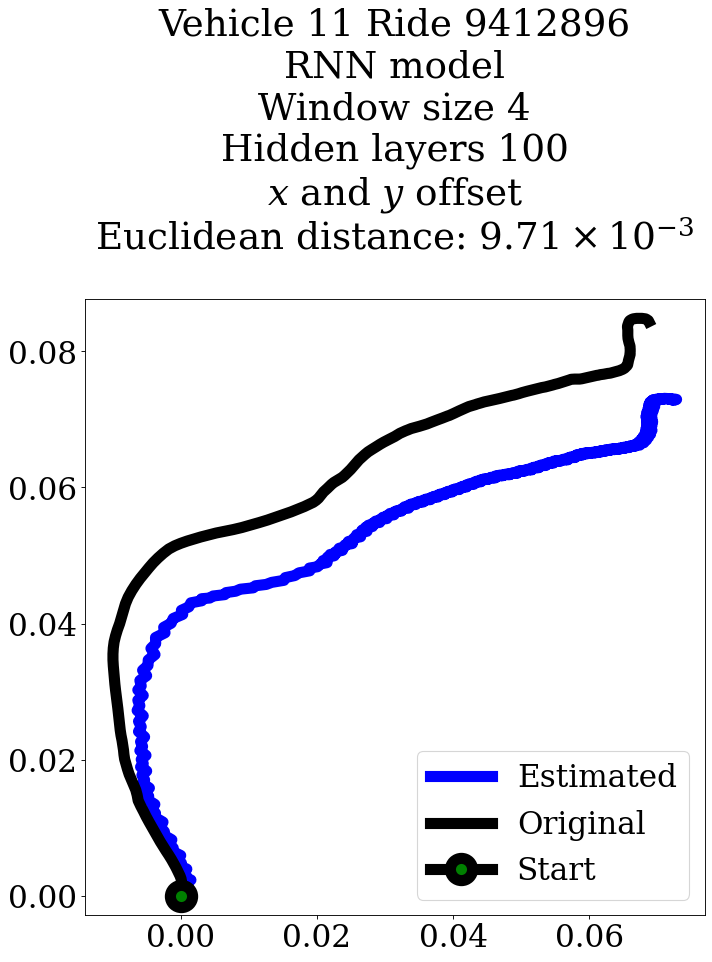 Vehicle 11 Ride 9412896
RNN model
Window size 4
Hidden layers 100
x and y offset
Euclidean distance: 9.71 × 10⁻³
0.08
0.06
0.04
0.02
0.00
Estimated
Original
Start
0.00 0.02 0.04 0.06